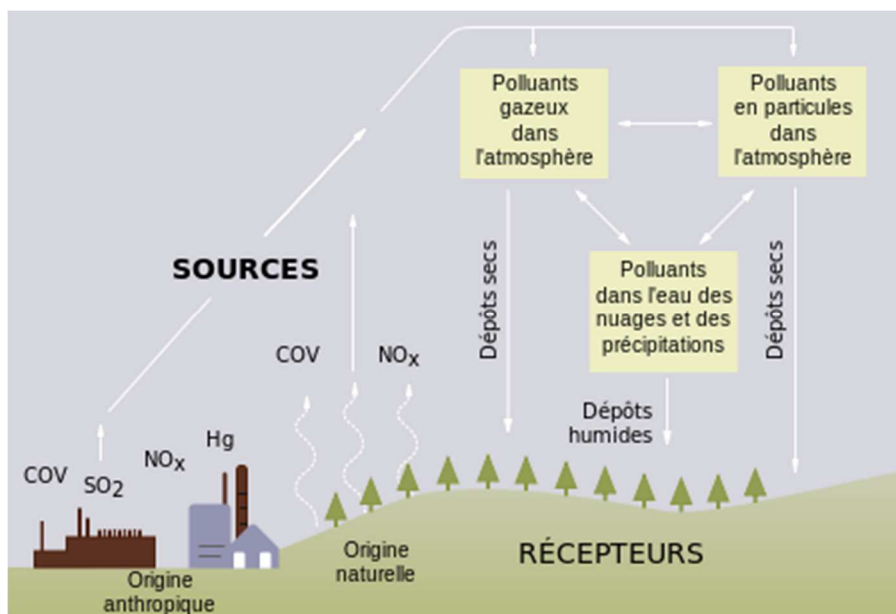 Polluants
gazeux
dans
l'atmosphère
Polluants
en particules
dans
l'atmosphère
SOURCES
Polluants
dans l'eau des
nuages et des
précipitations
Dépôts secs
Dépôts secs
COV
NOx
Dépôts
humides
COV
SO2
NOx
Hg
Origine
anthropique
Origine
naturelle
RÉCEPTEURS